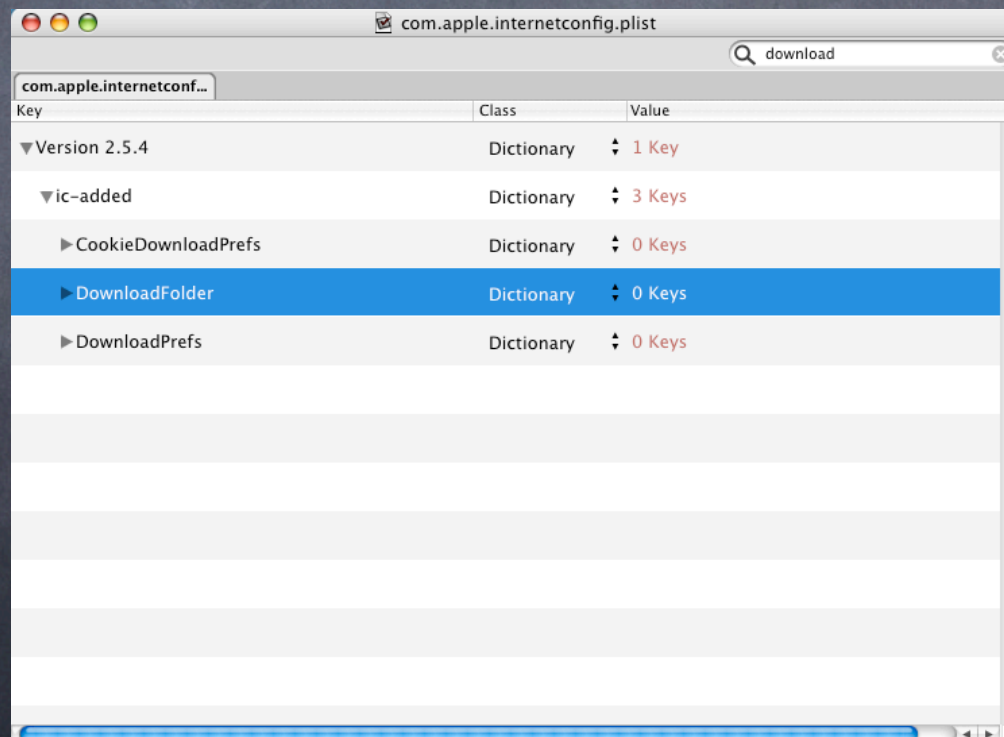 com.apple.internetconfig.plist
download
com.apple.internetconf...
Key Class Value
Version 2.5.4 Dictionary 1 Key
ic-added Dictionary 3 Keys
CookieDownloadPrefs Dictionary 0 Keys
DownloadFolder Dictionary 0 Keys
DownloadPrefs Dictionary 0 Keys